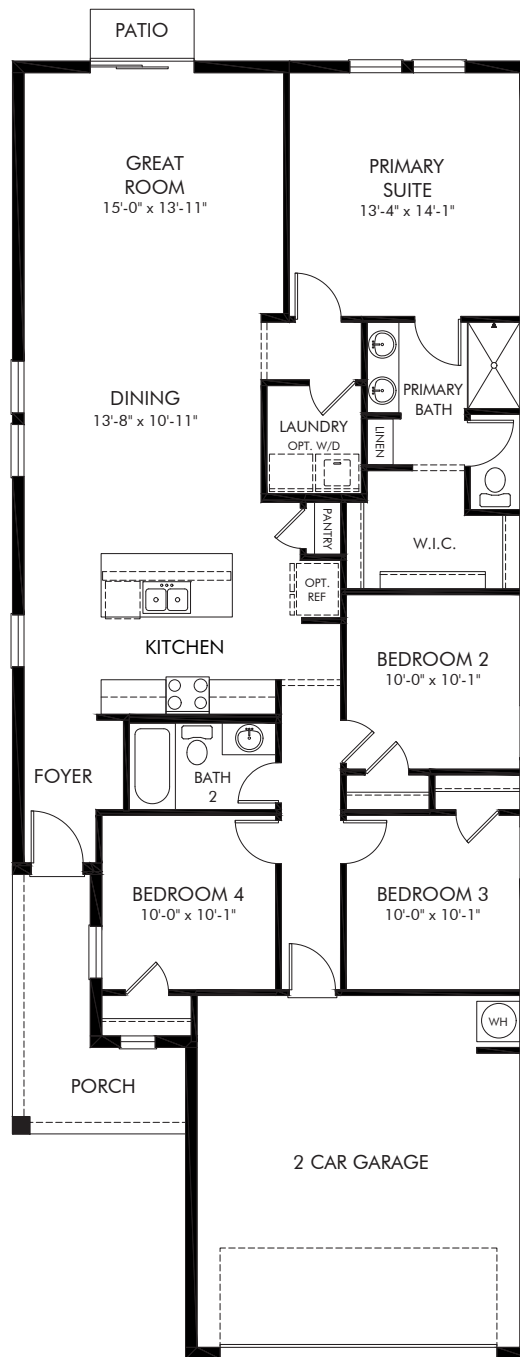 PATIO
GREAT
ROOM
15'-0" x 13'-11"
PRIMARY
SUITE
13'-4" x 14'-1"
DINING
13'-8" x 10'-11"
PRIMARY
BATH
LAUNDRY
OPT. W/D
LINEN
PANTRY
W.I.C.
OPT.
REF
KITCHEN
BEDROOM 2
10'-0" x 10'-1"
FOYER
BATH
2
BEDROOM 4
10'-0" x 10'-1"
BEDROOM 3
10'-0" x 10'-1"
WH
PORCH
2 CAR GARAGE